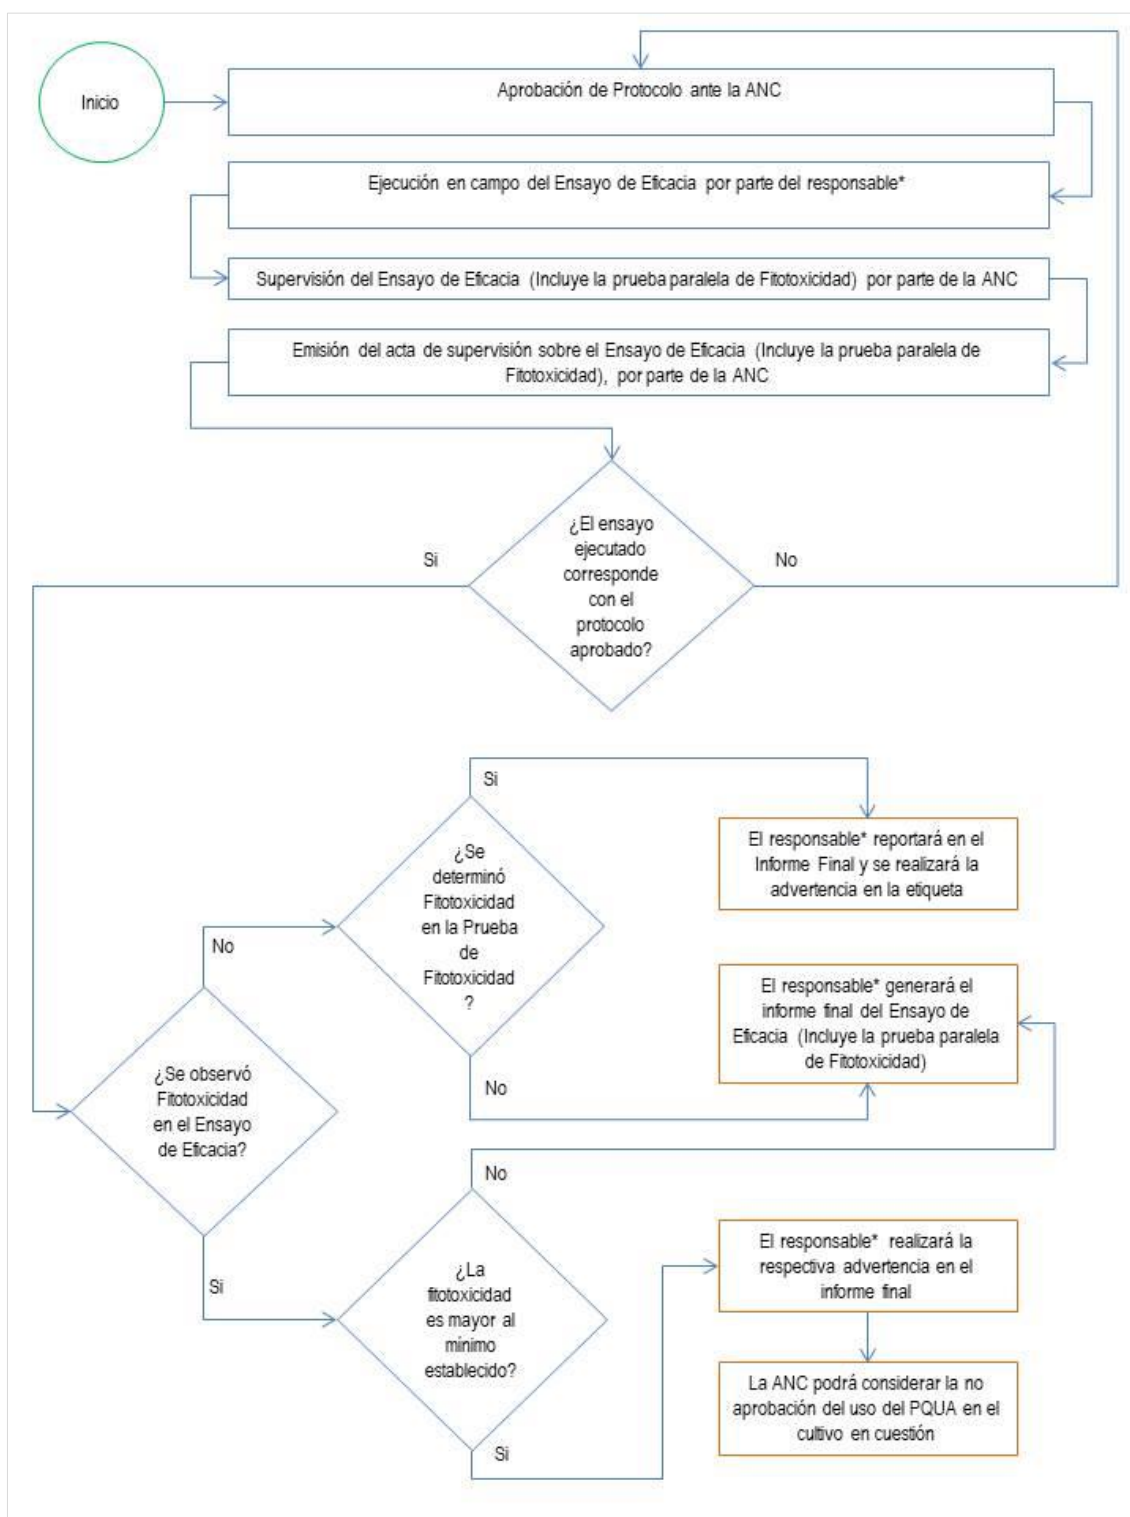 Inicio
Aprobación de Protocolo ante la ANC
Ejecución en campo del Ensayo de Eficacia por parte del responsable*
Supervisión del Ensayo de Eficacia (Incluye la prueba paralela de Fitotoxicidad) por parte de la ANC
Emisión del acta de supervisión sobre el Ensayo de Eficacia (Incluye la prueba paralela de
Fitotoxicidad), por parte de la ANC
¿El ensayo
ejecutado
corresponde
con el
protocolo
aprobado?
Si
No
Si
¿Se
determinó
Fitotoxicidad
en la Prueba
de
Fitotoxicidad
?
No
El responsable* reportará en el
Informe Final y se realizará la
advertencia en la etiqueta
No
¿Se observó
Fitotoxicidad
en el Ensayo
de Eficacia?
Si
El responsable* generará el
informe final del Ensayo de
Eficacia (Incluye la prueba paralela
de Fitotoxicidad)
No
¿La
fitotoxicidad
es mayor al
mínimo
establecido?
Si
El responsable* realizará la
respectiva advertencia en el
informe final
La ANC podrá considerar la no
aprobación del uso del PQUA en el
cultivo en cuestión